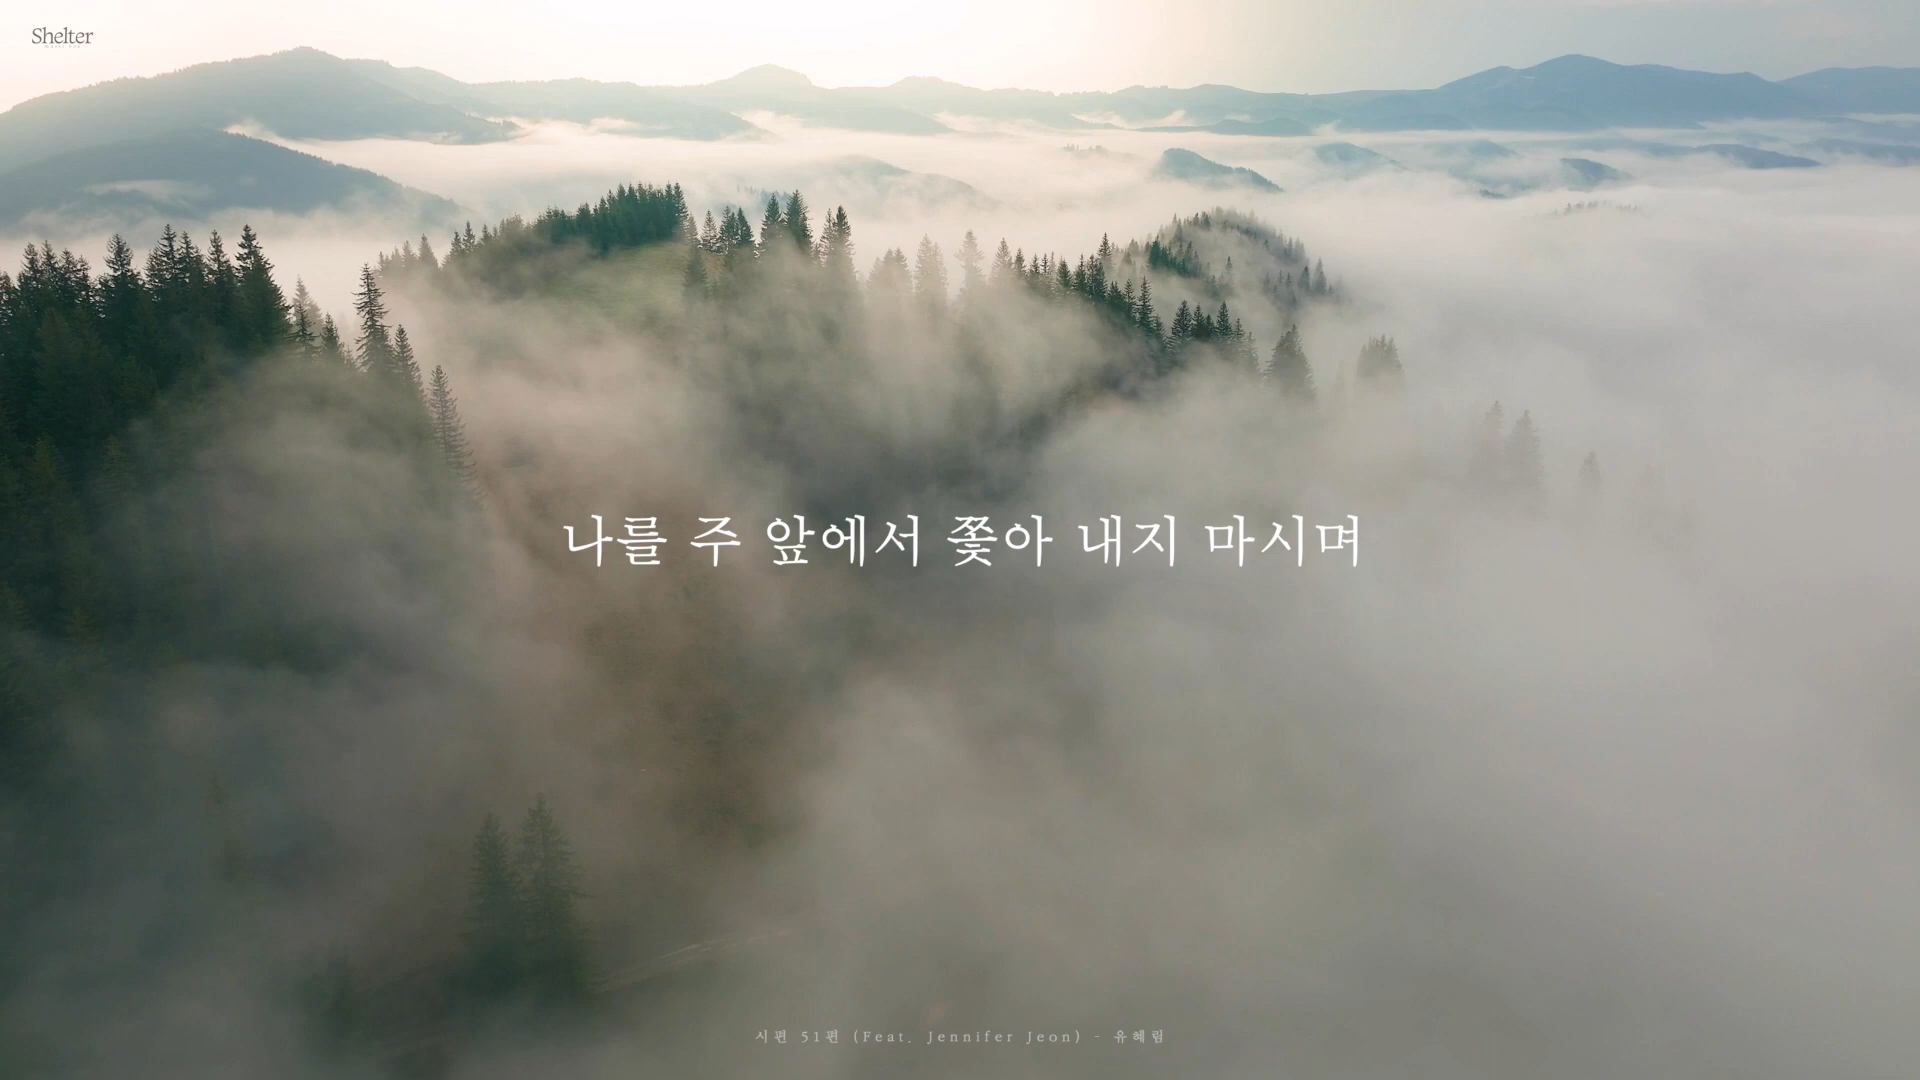 Shelter
나를 주 앞에서 쫓아 내지 마시며
시편 51편 (Feat. Jennifer Jeon) - 유혜림